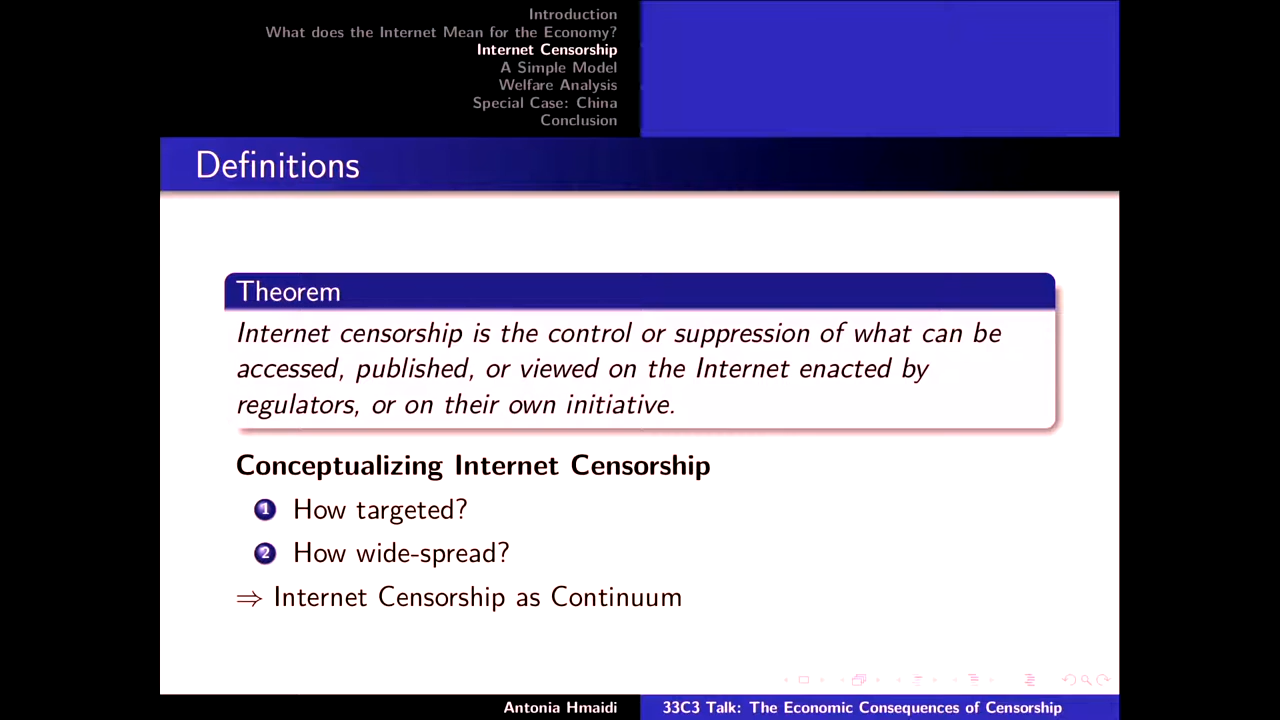 Introduction
What does the Internet Mean for the Economy?
Internet Censorship
A Simple Model
Welfare Analysis
Special Case: China
Conclusion
Definitions
Theorem
Internet censorship is the control or suppression of what can be
accessed, published, or viewed on the Internet enacted by
regulators, or on their own initiative.
Conceptualizing Internet Censorship
1 How targeted?
2 How wide-spread?
⇒ Internet Censorship as Continuum
Antonia Hmaidi
33C3 Talk: The Economic Consequences of Censorship